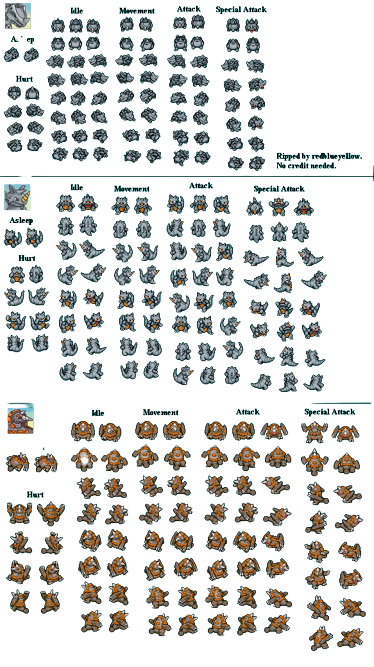 Idle
Movement
Attack
Special Attack
Hurt
Ripped by redblueyellow.
No credit needed.
Idle
Movement
Attack
Special Attack
Asleep
Hurt
Idle
Movement
Attack
Special Attack
Hurt